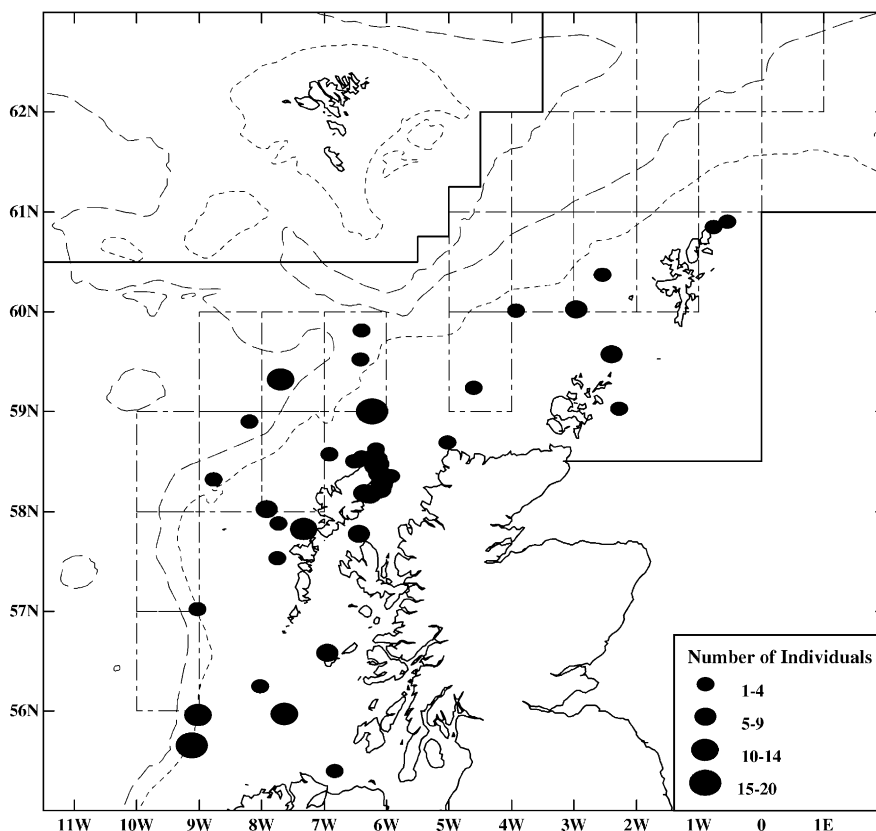 62N
61N
60N
59N
58N
57N
56N
Number of Individuals
1-4
5-9
10-14
15-20
11W 10W 9W 8W 7W 6W 5W 4W 3W 2W 1W 0 1E